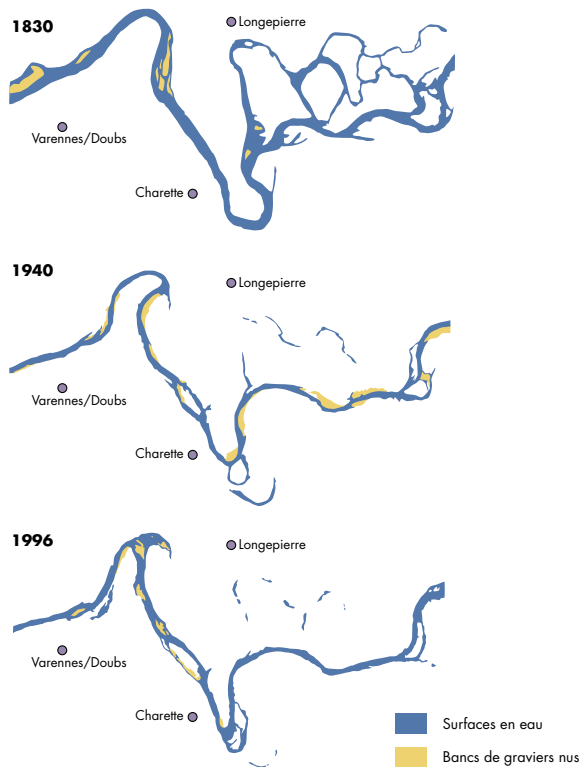 1830
Longepierre
Varennes/Doubs
Charette
1940
Longepierre
Varennes/Doubs
Charette
1996
Longepierre
Varennes/Doubs
Charette
Surfaces en eau
Bancs de graviers nus